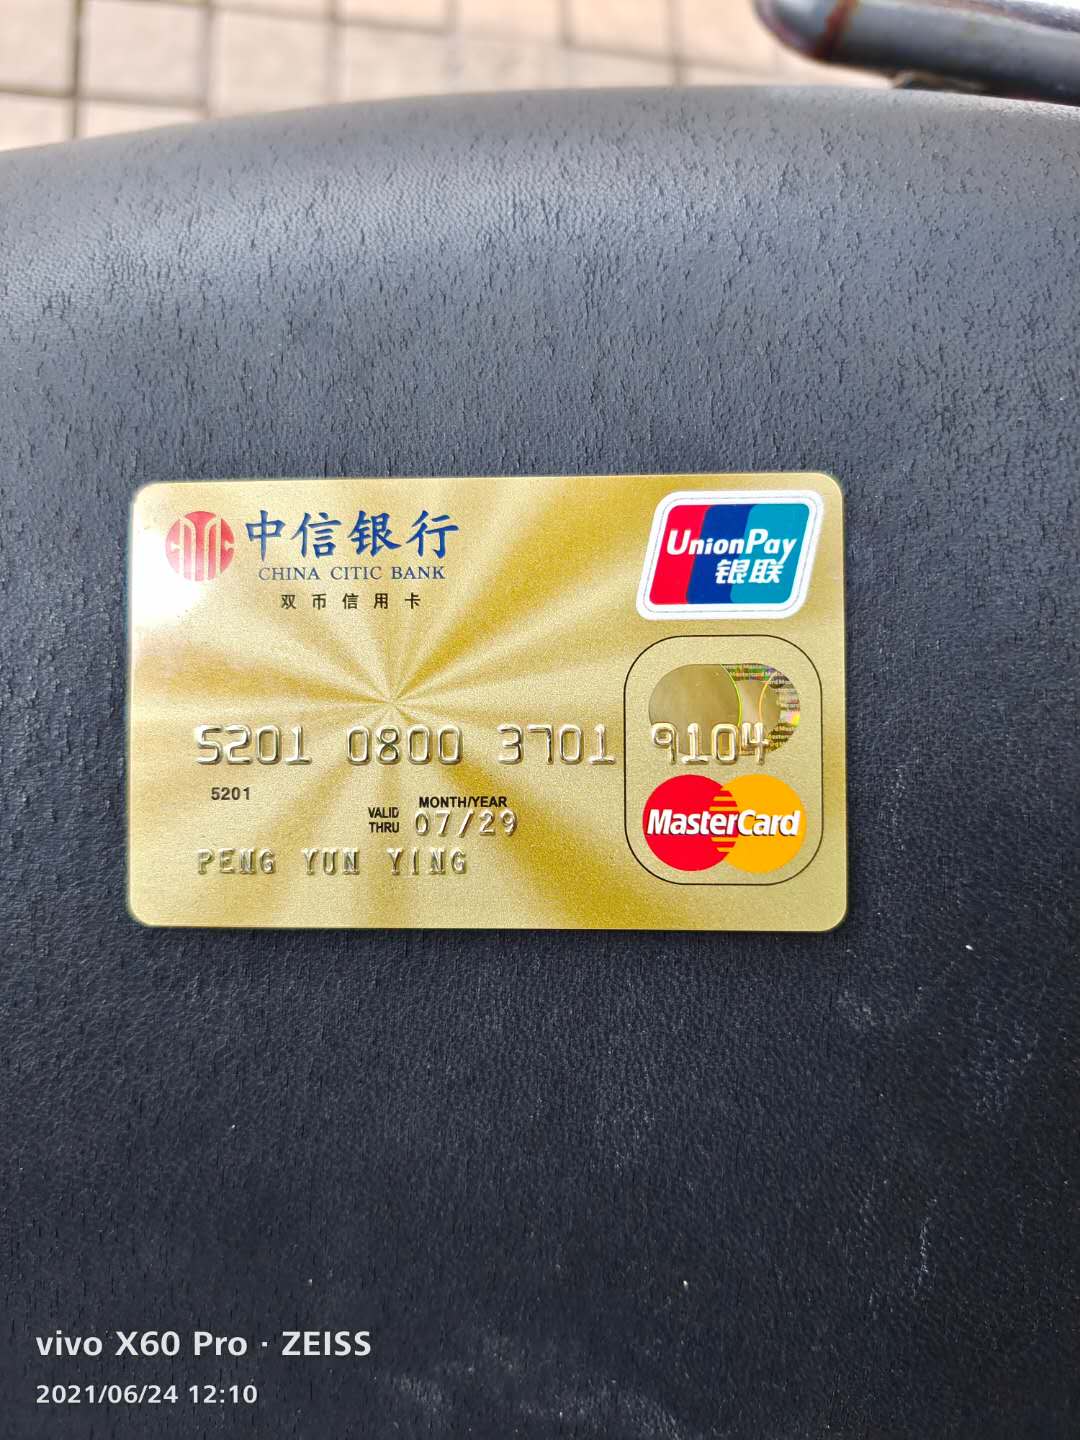 中信银行
CHINA CITIC BANK
双币信用卡
UnionPay
银联
5201 0800 3701 9104
5201
MONTH/YEAR
VALID THRU 07/29
PENG YUN YING
MasterCard
vivo X60 Pro · ZEISS
2021/06/24 12:10